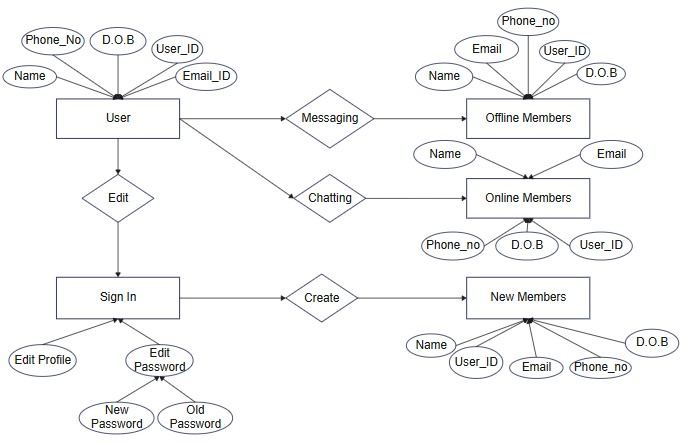 Phone_no
Phone_No
D.O.B
User_ID
Email
User_ID
Name
Email_ID
Name
D.O.B
User
Messaging
Offline Members
Name
Email
Edit
Chatting
Online Members
Phone_no
D.O.B
User_ID
Sign In
Create
New Members
Name
D.O.B
Edit Profile
Edit
Password
User_ID
Email
Phone_no
New
Password
Old
Password